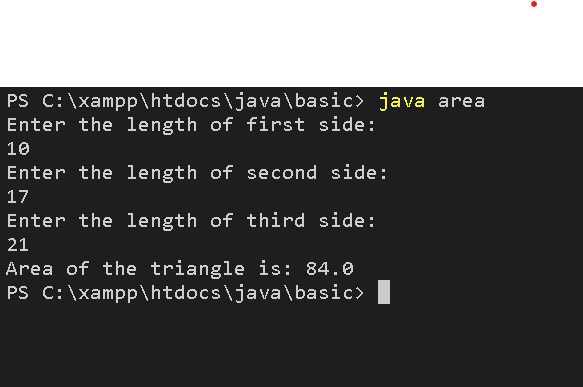 PS C:\xampp\htdocs\java\basic> java area
Enter the length of first side:
10
Enter the length of second side:
17
Enter the length of third side:
21
Area of the triangle is: 84.0
PS C:\xampp\htdocs\java\basic>